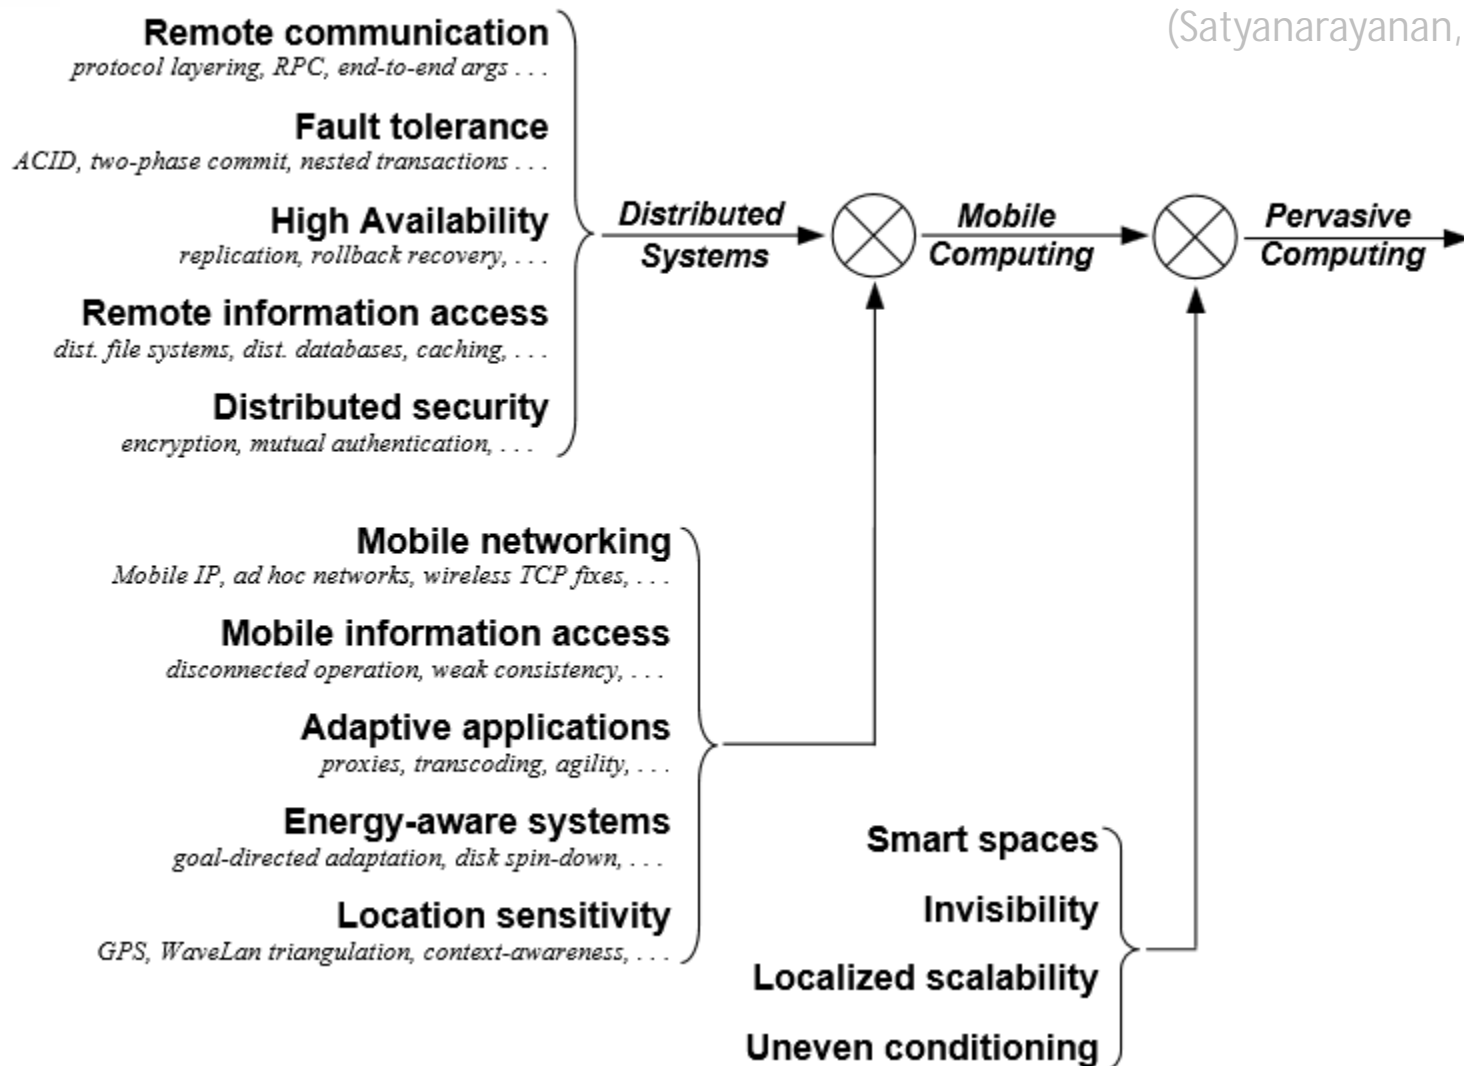 (Satyanarayanan,
Remote communication
protocol layering, RPC, end-to-end args . . .
Fault tolerance
ACID, two-phase commit, nested transactions . . .
High Availability
replication, rollback recovery, . . .
Remote information access
dist. file systems, dist. databases, caching, . . .
Distributed security
encryption, mutual authentication, . . .
Distributed
Systems
Mobile
Computing
Pervasive
Computing
Mobile networking
Mobile IP, ad hoc networks, wireless TCP fixes, . . .
Mobile information access
disconnected operation, weak consistency, . . .
Adaptive applications
proxies, transcoding, agility, . . .
Energy-aware systems
goal-directed adaptation, disk spin-down, . . .
Location sensitivity
GPS, WaveLan triangulation, context-awareness, . . .
Smart spaces
Invisibility
Localized scalability
Uneven conditioning